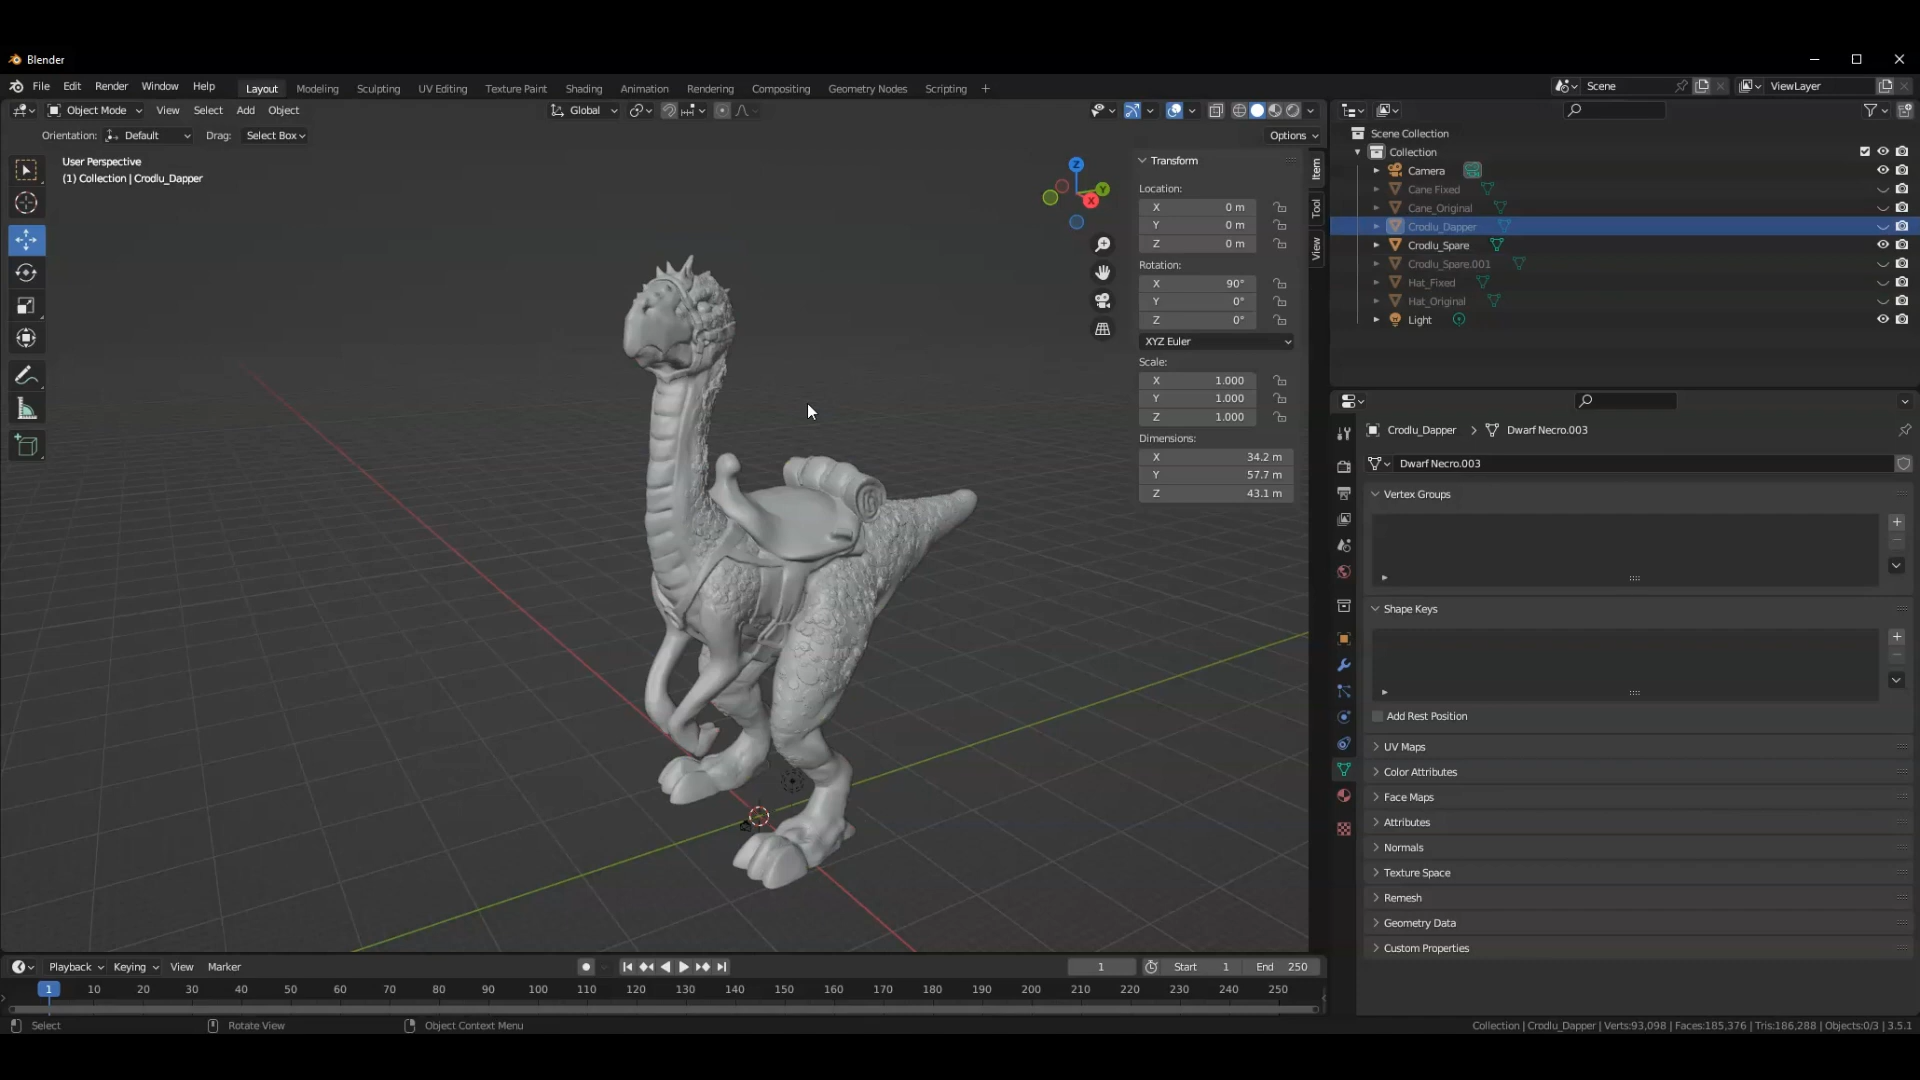 Blender
File Edit Render Window Help Layout Modeling Sculpting UV Editing Texture Paint Shading Animation Rendering Compositing Geometry Nodes Scripting + Scene ViewLayer
Object Mode View Select Add Object Global
Orientation: Default Drag: Select Box Options
User Perspective
(1) Collection | Crodlu_Dapper
Z
Y
X
Item
Tool
View
Transform
Location:
X 0 m
Y 0 m
Z 0 m
Rotation:
X 90°
Y 0°
Z 0°
XYZ Euler
Scale:
X 1.000
Y 1.000
Z 1.000
Dimensions:
X 34.2 m
Y 57.7 m
Z 43.1 m
Scene Collection
Collection
Camera
Cane Fixed
Cane_Original
Crodlu_Dapper
Crodlu_Spare
Crodlu_Spare.001
Hat_Fixed
Hat_Original
Light
Crodlu_Dapper > Dwarf Necro.003
Dwarf Necro.003
Vertex Groups
Shape Keys
Add Rest Position
UV Maps
Color Attributes
Face Maps
Attributes
Normals
Texture Space
Remesh
Geometry Data
Custom Properties
Playback Keying View Marker 1 Start 1 End 250
1 10 20 30 40 50 60 70 80 90 100 110 120 130 140 150 160 170 180 190 200 210 220 230 240 250
Select Rotate View Object Context Menu Collection | Crodlu_Dapper | Verts:93,098 | Faces:185,376 | Tris:186,288 | Objects:0/3 | 3.5.1